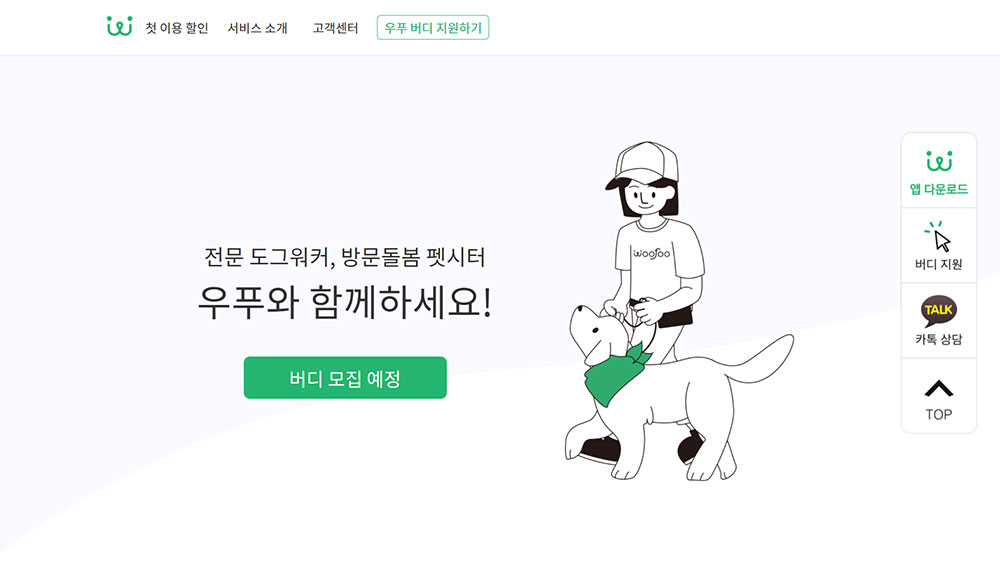 첫 이용 할인
서비스 소개
고객센터
우푸 버디 지원하기
전문 도그워커, 방문돌봄 펫시터
우푸와 함께하세요!
버디 모집 예정
woofoo
앱 다운로드
버디 지원
TALK
카톡 상담
TOP